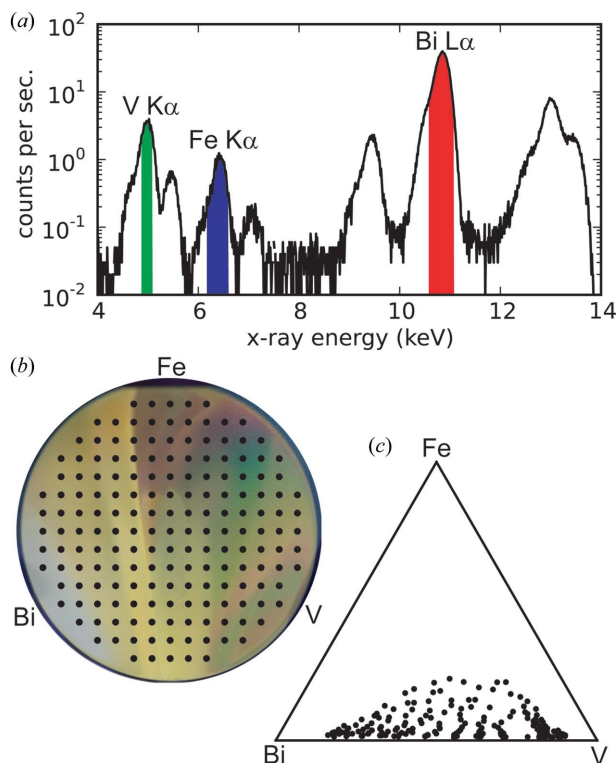 (a)
counts per sec.
10²
10¹
10⁰
10⁻¹
10⁻²
V Kα
Fe Kα
Bi Lα
4 6 8 10 12 14
x-ray energy (keV)
(b)
Fe
Bi
V
(c)
Fe
Bi
V